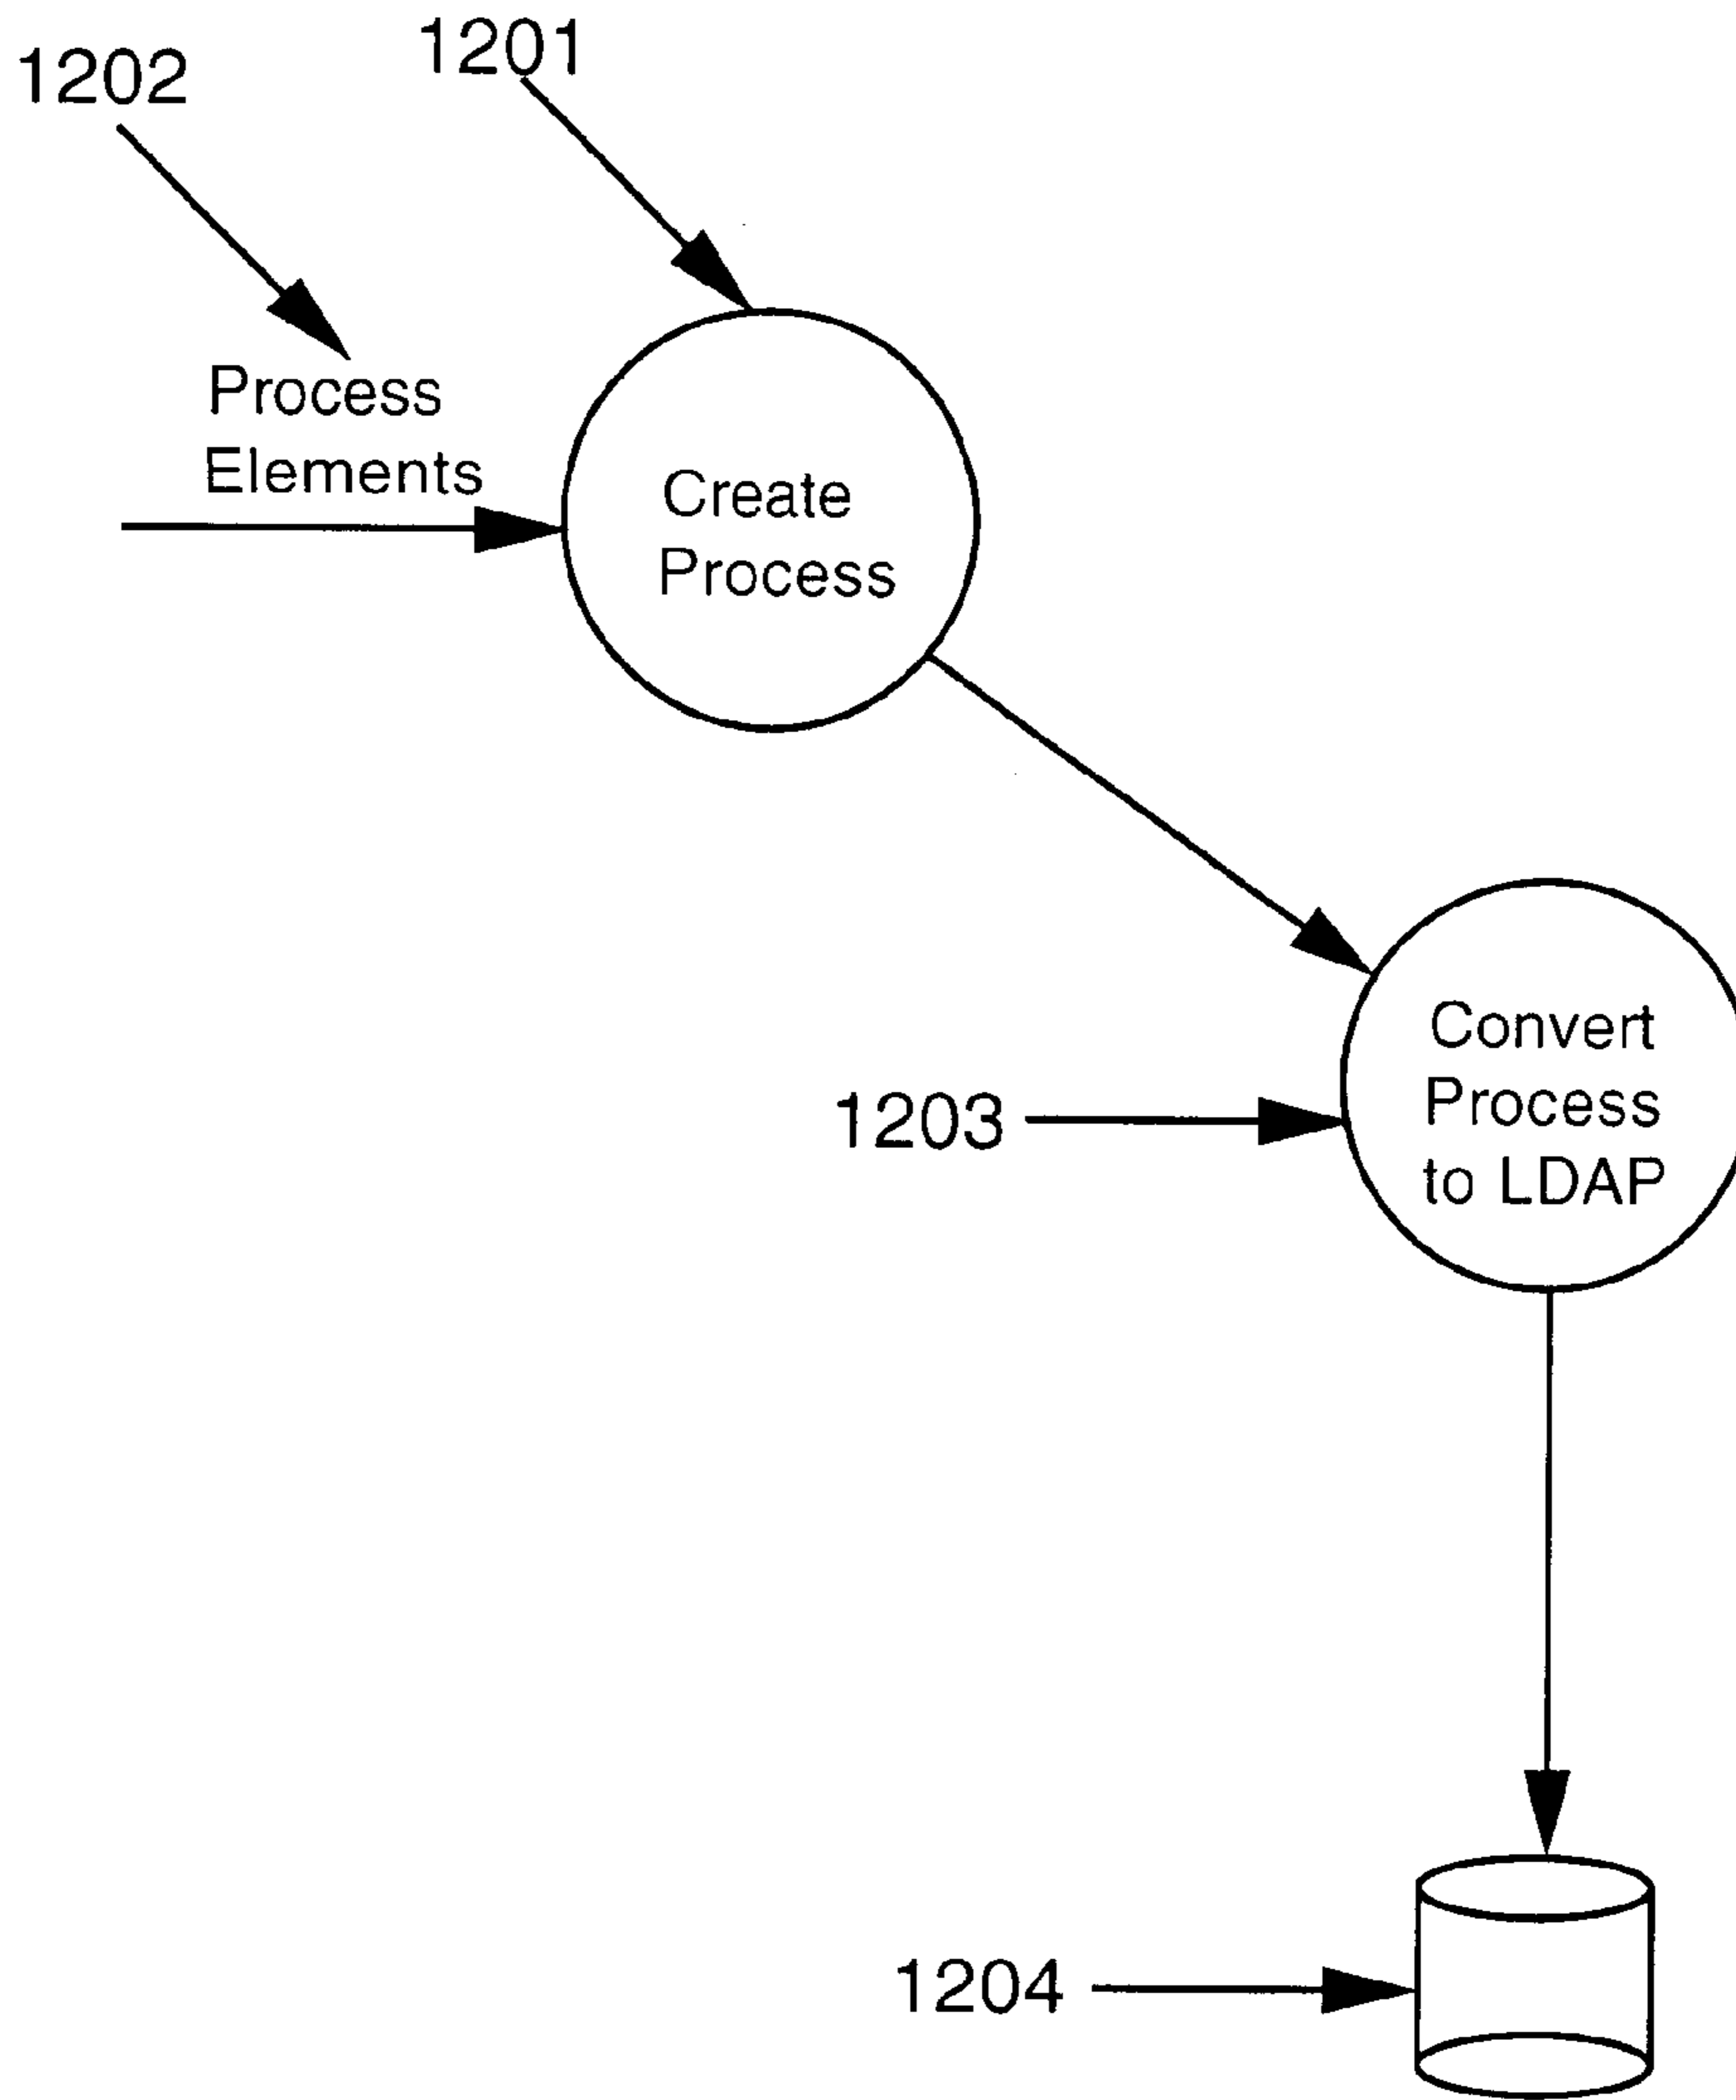 1202
1201
Process
Elements
Create
Process
Convert
Process
to LDAP
1203
1204